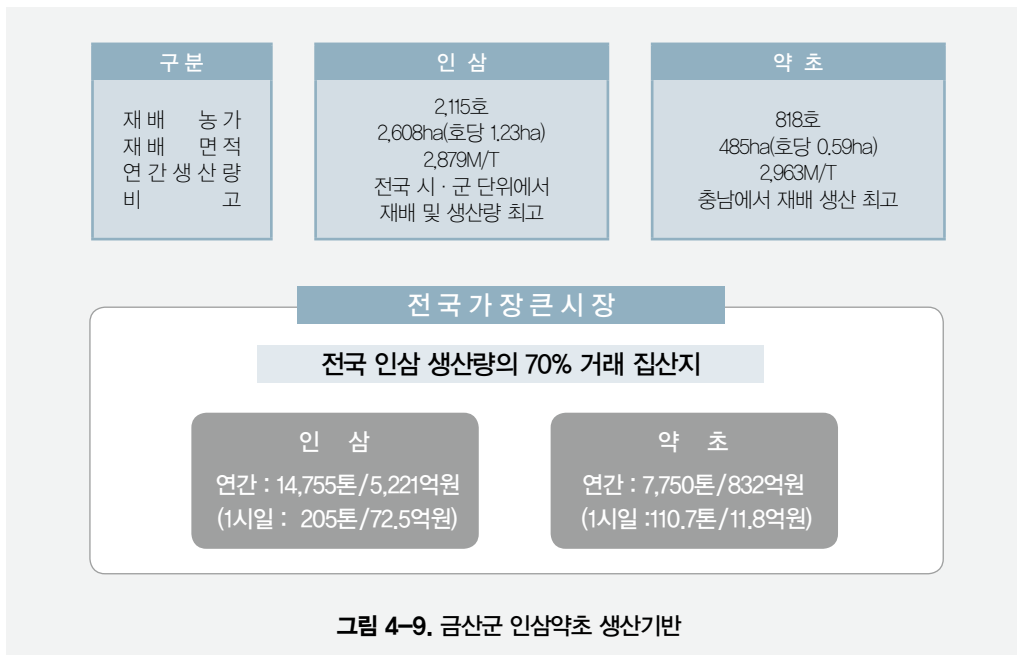 구 분
재 배 농 가
재 배 면 적
연 간 생 산 량
비 고
인 삼
2,115호
2,608ha(호당 1.23ha)
2,879M/T
전국 시 · 군 단위에서
재배 및 생산량 최고
약 초
818호
485ha(호당 0.59ha)
2,963M/T
충남에서 재배 생산 최고
전 국 가 장 큰 시 장
전국 인삼 생산량의 70% 거래 집산지
인 삼
연간 : 14,755톤/5,221억원
(1시일 : 205톤/72.5억원)
약 초
연간 : 7,750톤/832억원
(1시일 :110.7톤/11.8억원)
그림 4-9. 금산군 인삼약초 생산기반